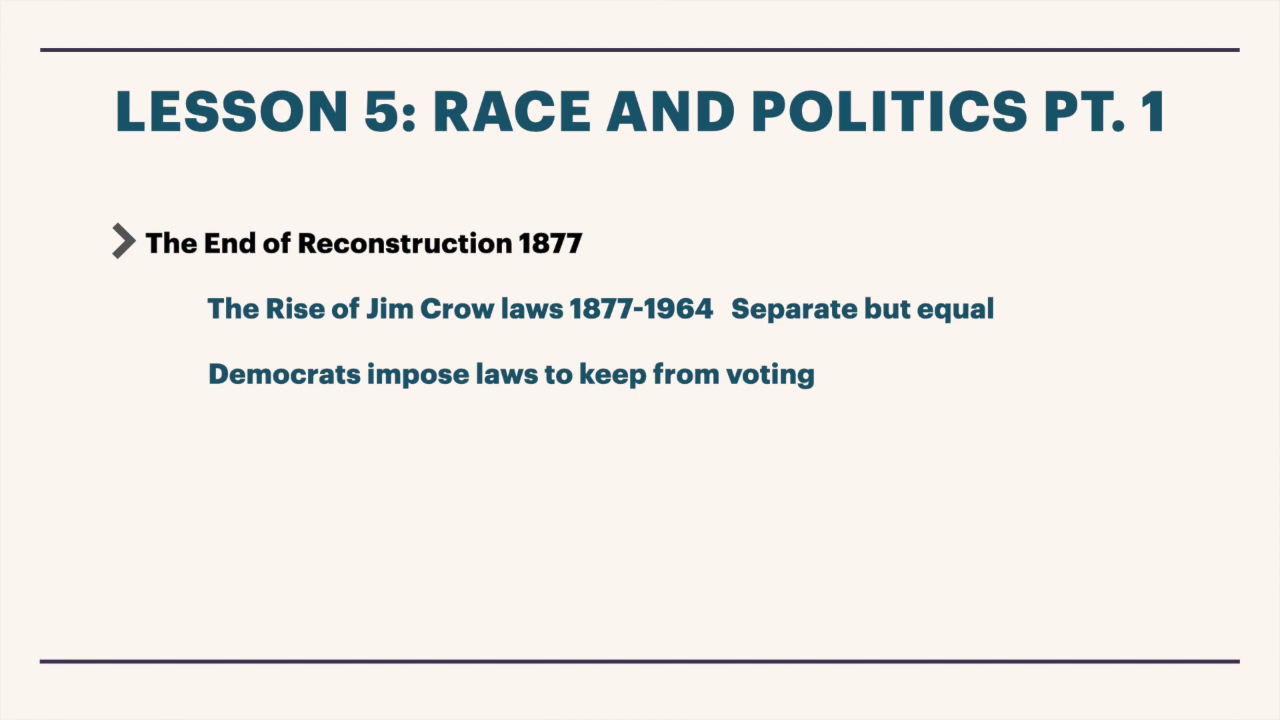 LESSON 5: RACE AND POLITICS PT. 1
The End of Reconstruction 1877
The Rise of Jim Crow laws 1877-1964 Separate but equal
Democrats impose laws to keep from voting